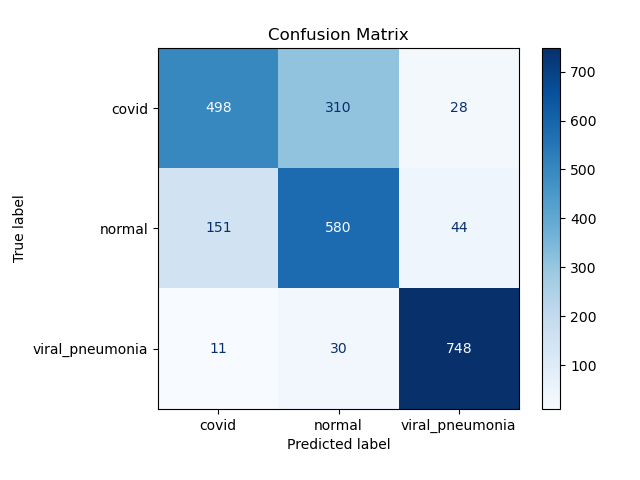 Confusion Matrix
True label
covid 498 310 28
normal 151 580 44
viral_pneumonia 11 30 748
covid normal viral_pneumonia
Predicted label
700
600
500
400
300
200
100